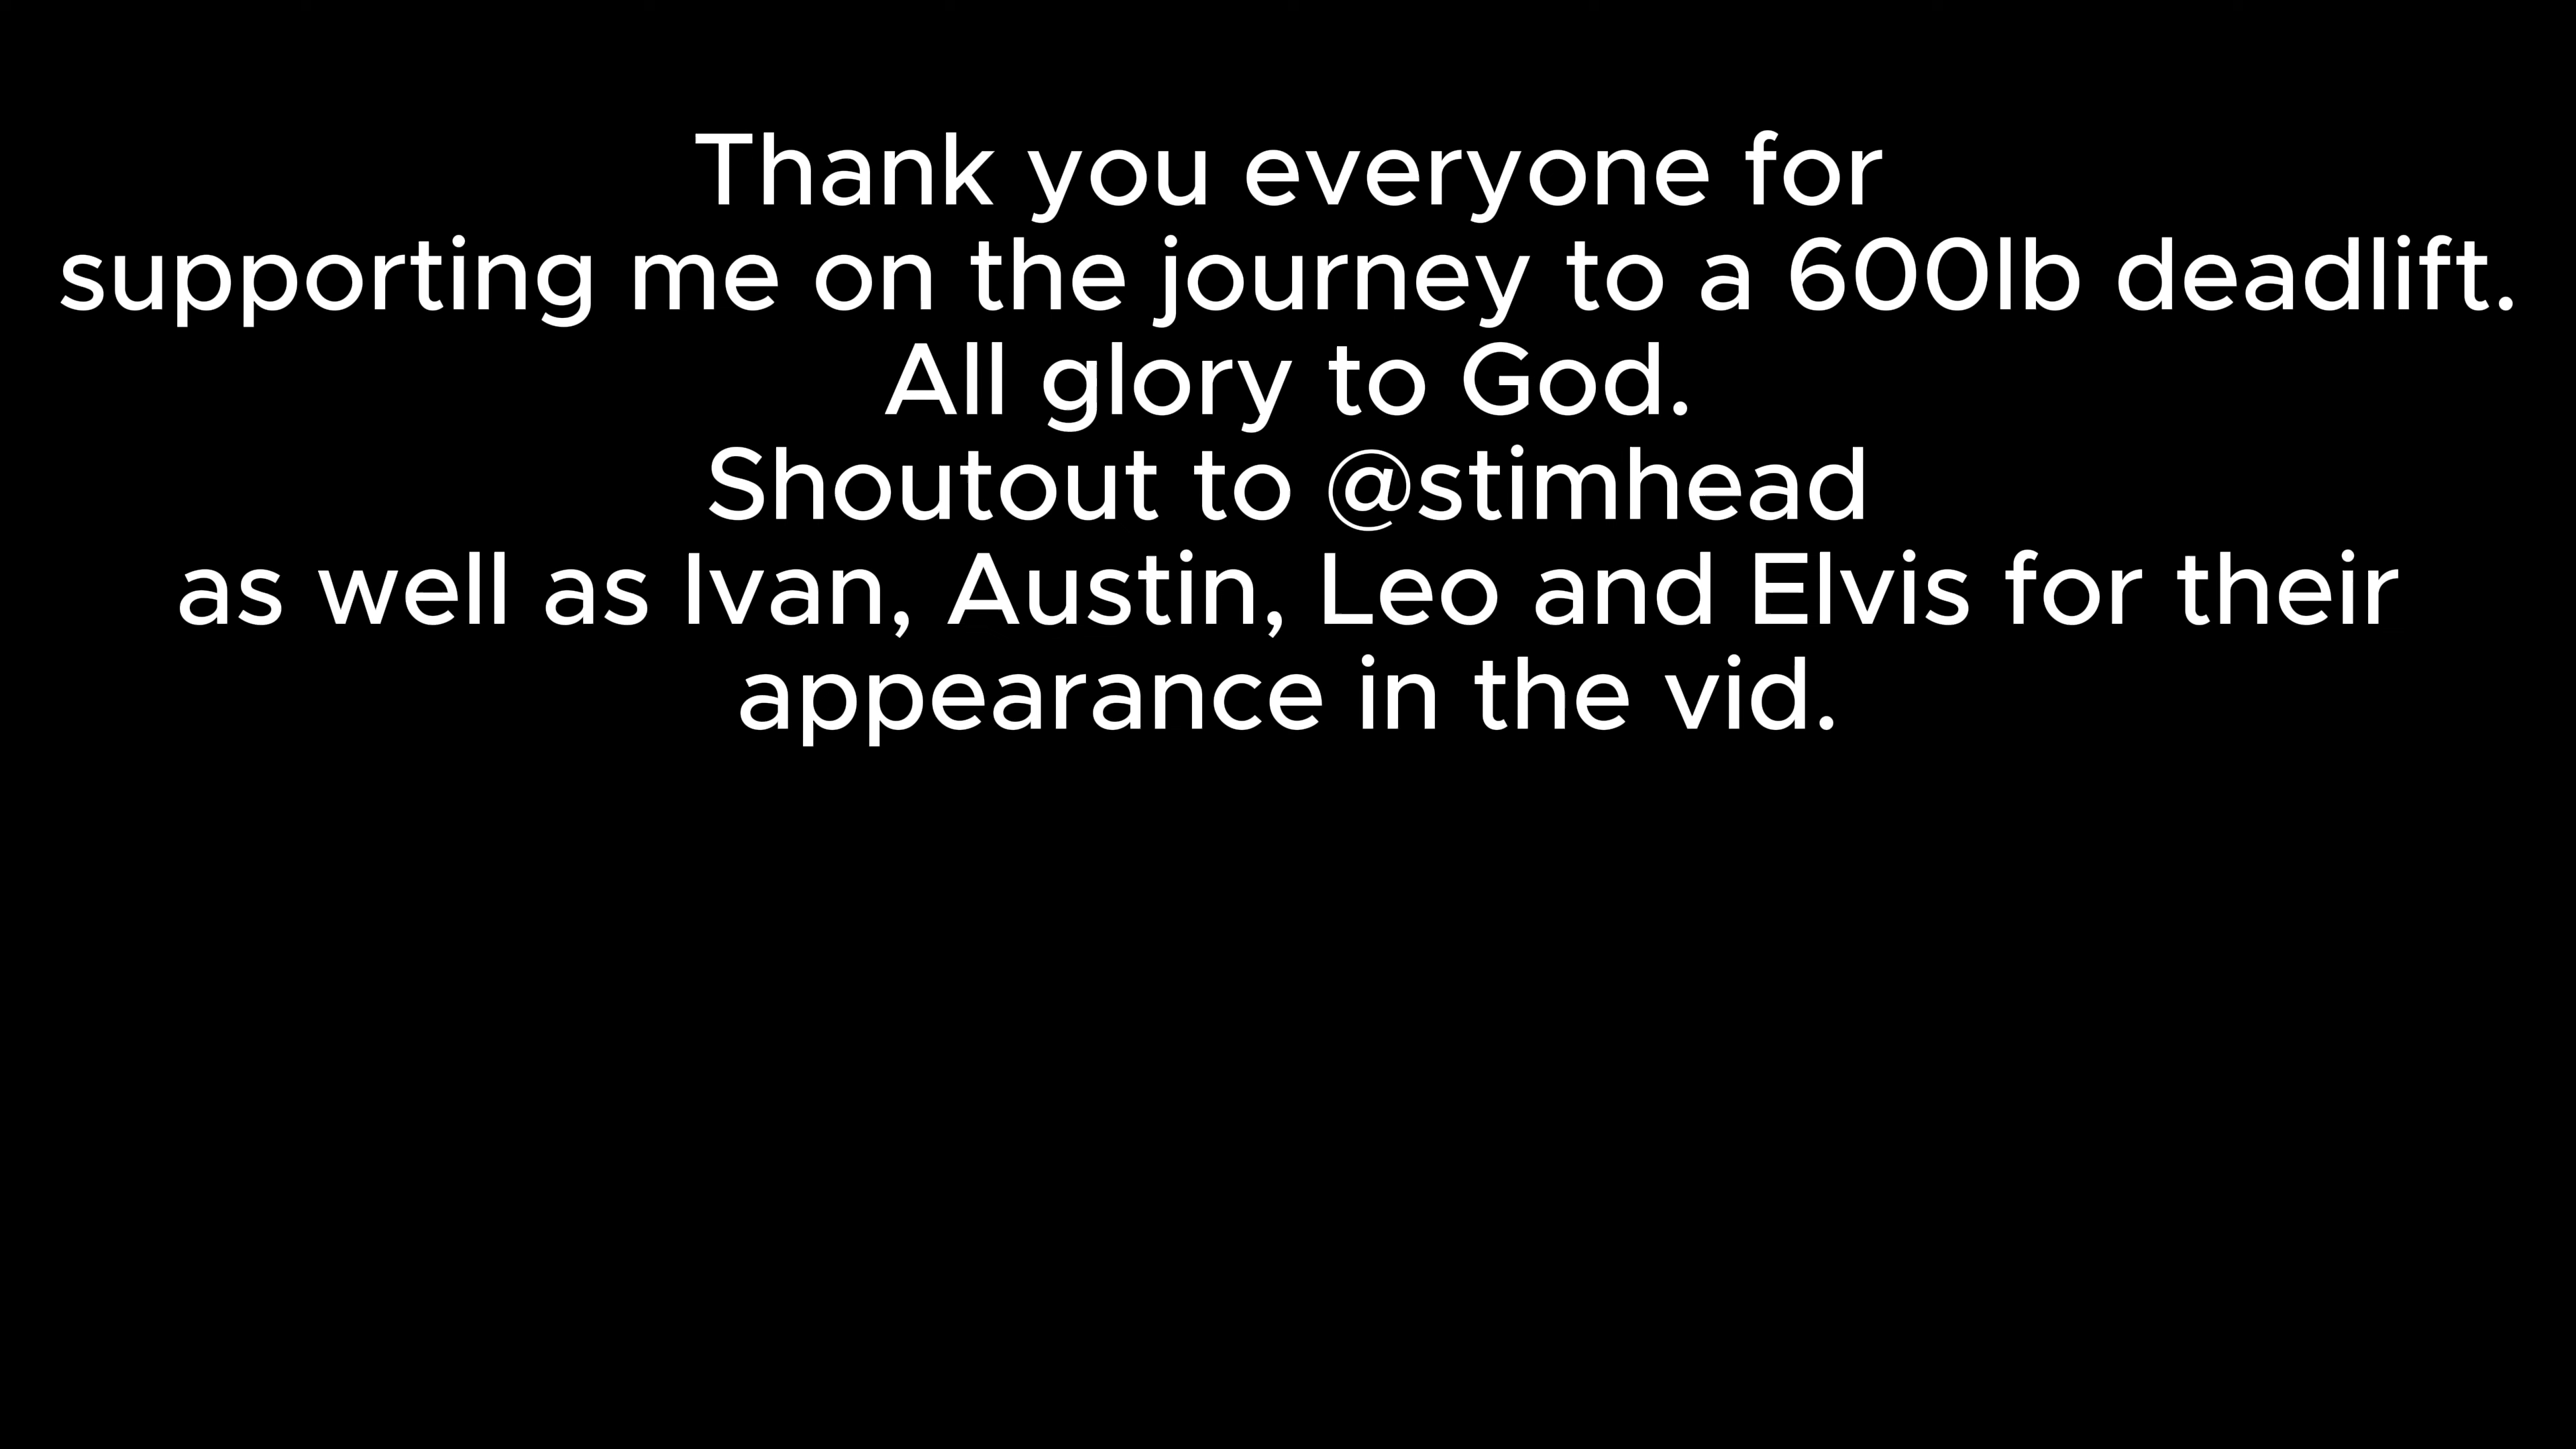 Thank you everyone for
supporting me on the journey to a 600lb deadlift.
All glory to God.
Shoutout to @stimhead
as well as Ivan, Austin, Leo and Elvis for their
appearance in the vid.